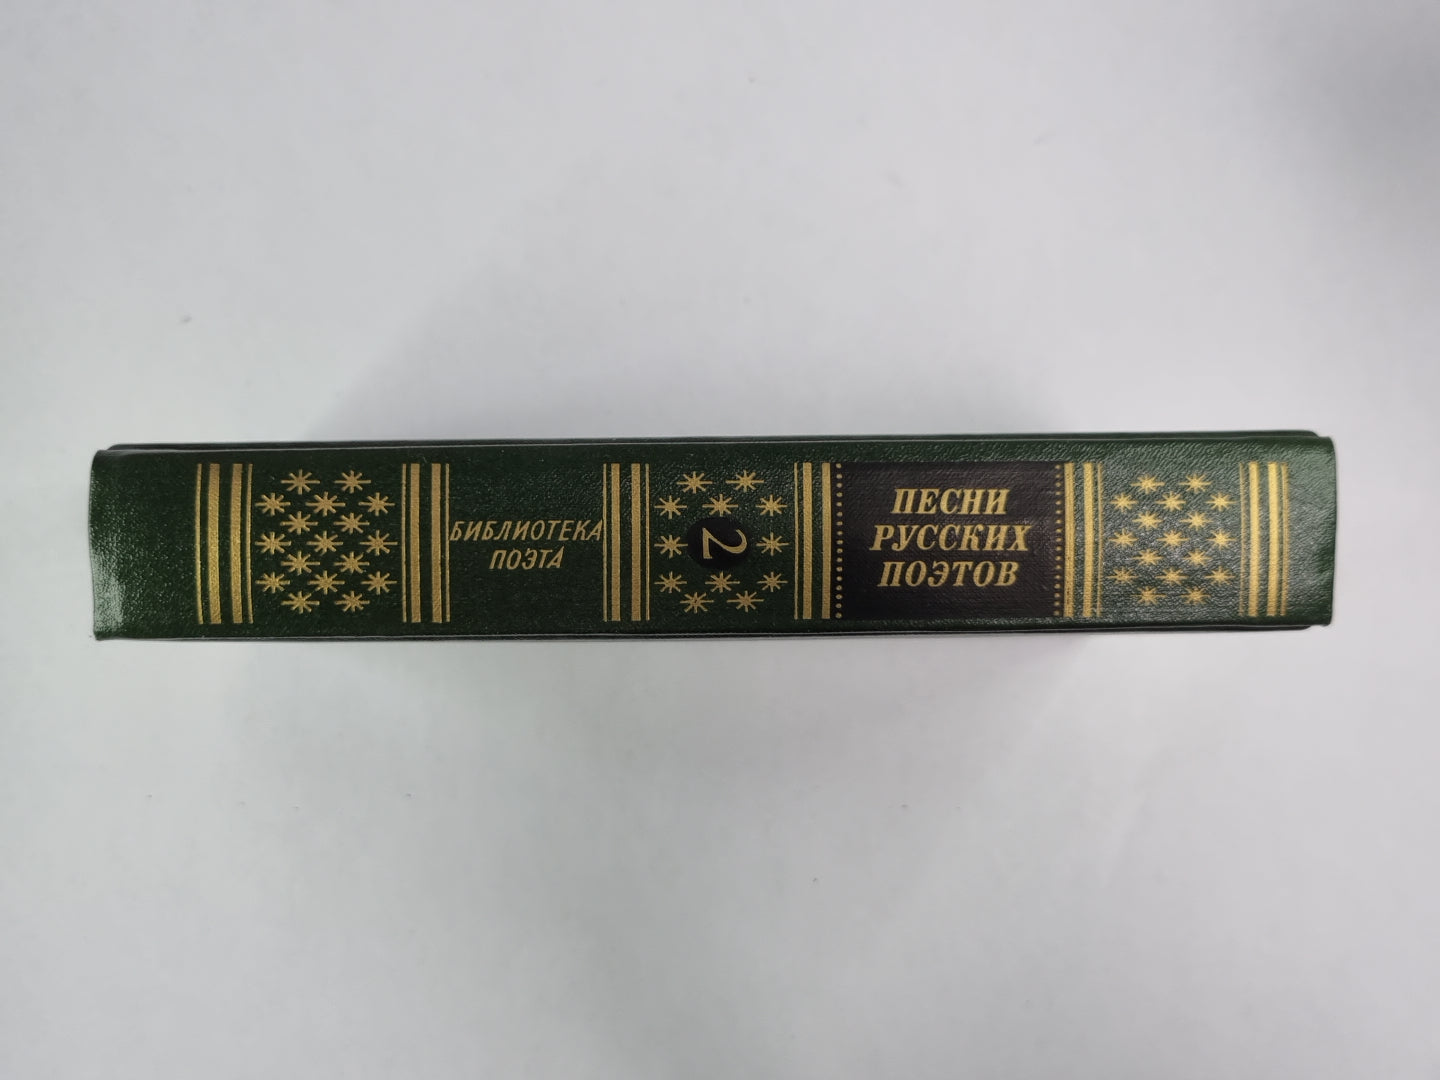 БИБЛИОТЕКА
ПОЭТА
2
ПЕСНИ
РУССКИХ
ПОЭТОВ